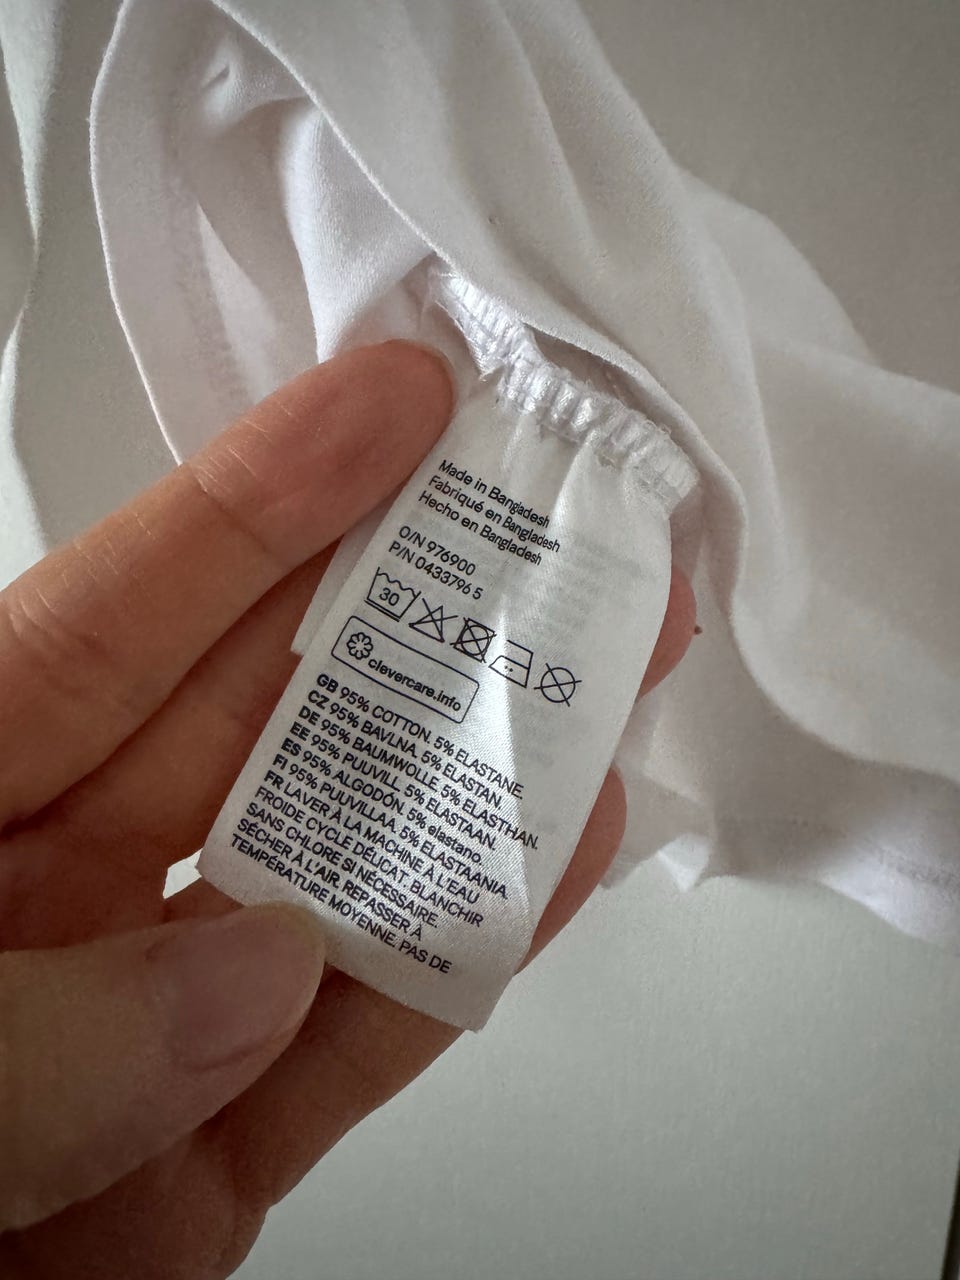 Made in Bangladesh
Fabriqué en Bangladesh
Hecho en Bangladesh
O/N 976900
P/N 0433796 5
30
clevercare.info
GB 95% COTTON. 5% ELASTANE.
CZ 95% BAVLNA. 5% ELASTAN.
DE 95% BAUMWOLLE. 5% ELASTHAN.
EE 95% PUUVILL. 5% ELASTAAN.
ES 95% ALGODÓN. 5% elastano.
FI 95% PUUVILLAA. 5% ELASTAANIA.
FR LAVER À LA MACHINE À L'EAU
FROIDE CYCLE DÉLICAT. BLANCHIR
SANS CHLORE SI NÉCESSAIRE.
SÉCHER À L'AIR. REPASSER À
TEMPÉRATURE MOYENNE. PAS DE